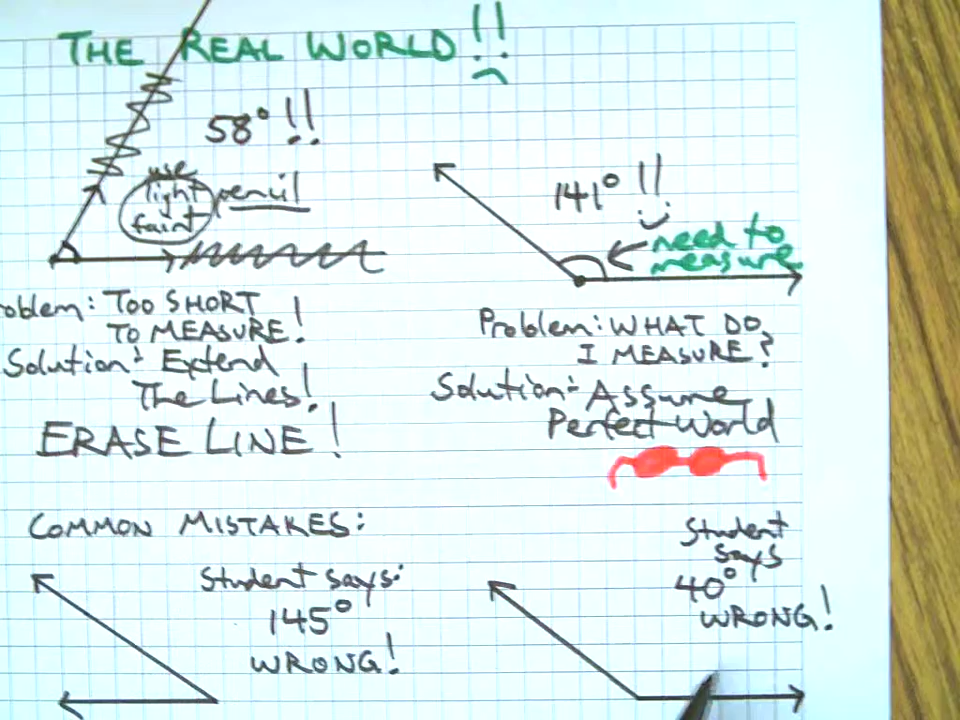 THE REAL WORLD!!
58° !!
use
light pencil
faint
141° !!
need to
measure
oblem: TOO SHORT
TO MEASURE!
Solution: Extend
The Lines!
ERASE LINE!
Problem: WHAT DO
I MEASURE?
Solution: Assume
Perfect World
COMMON MISTAKES:
Student says:
145°
WRONG!
Student
says
40°
WRONG!